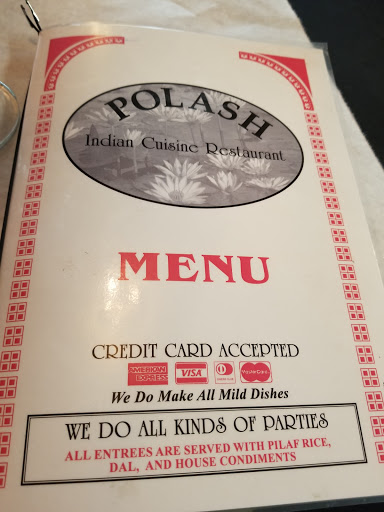 POLASH
Indian Cuisine Restaurant
MENU
CREDIT CARD ACCEPTED
AMERICAN
EXPRESS
VISA
MasterCard
We Do Make All Mild Dishes
WE DO ALL KINDS OF PARTIES
ALL ENTREES ARE SERVED WITH PILAF RICE,
DAL, AND HOUSE CONDIMENTS